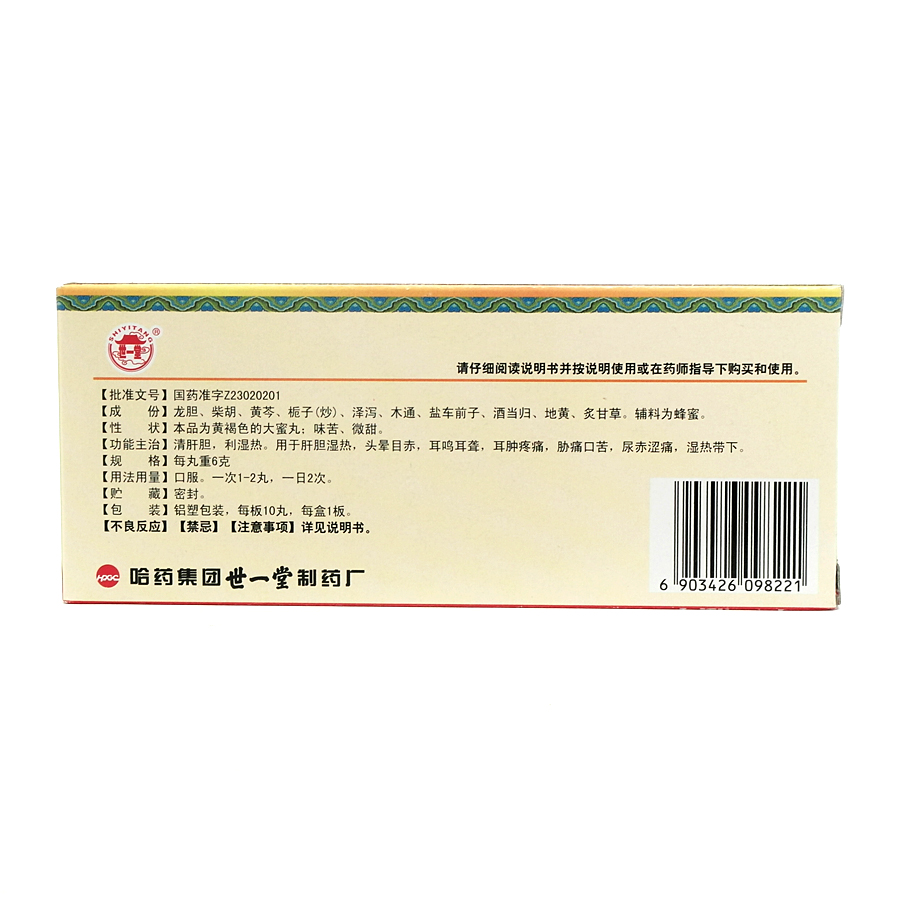 SHIYITANG
世一堂
®
请仔细阅读说明书并按说明使用或在药师指导下购买和使用。
【批准文号】国药准字Z23020201
【成 份】龙胆、柴胡、黄芩、栀子(炒)、泽泻、木通、盐车前子、酒当归、地黄、炙甘草。辅料为蜂蜜。
【性 状】本品为黄褐色的大蜜丸；味苦、微甜。
【功能主治】清肝胆，利湿热。用于肝胆湿热，头晕目赤，耳鸣耳聋，耳肿疼痛，胁痛口苦，尿赤涩痛，湿热带下。
【规 格】每丸重6克
【用法用量】口服。一次1-2丸，一日2次。
【贮 藏】密封。
【包 装】铝塑包装，每板10丸，每盒1板。
【不良反应】【禁忌】【注意事项】详见说明书。
HPGC 哈药集团世一堂制药厂
6 903426 098221